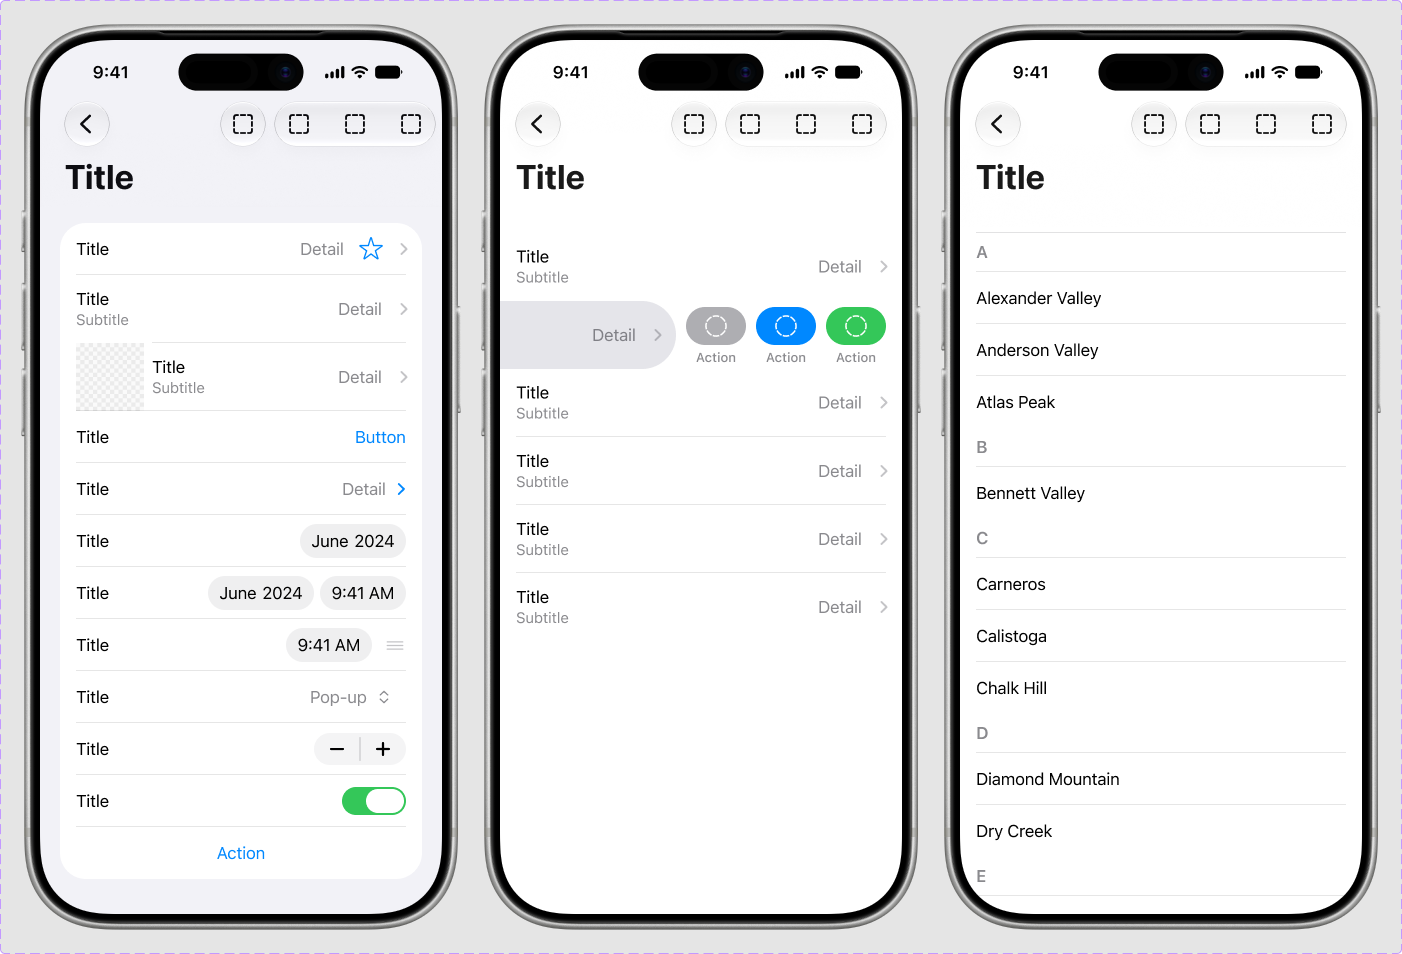 9:41
Title
Title Detail
Title
Subtitle
Detail
Title
Subtitle
Detail
Title Button
Title Detail
Title June 2024
Title June 2024 9:41 AM
Title 9:41 AM
Title Pop-up
Title
Title
Action
9:41
Title
Title
Subtitle
Detail
Detail
Action Action Action
Title
Subtitle
Detail
Title
Subtitle
Detail
Title
Subtitle
Detail
Title
Subtitle
Detail
9:41
Title
A
Alexander Valley
Anderson Valley
Atlas Peak
B
Bennett Valley
C
Carneros
Calistoga
Chalk Hill
D
Diamond Mountain
Dry Creek
E